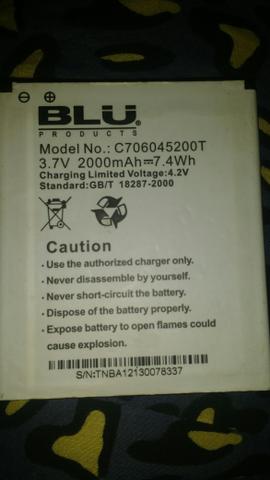 BLU
PRODUCTS
Model No.: C706045200T
3.7V 2000mAh=7.4Wh
Charging Limited Voltage:4.2V
Standard:GB/T 18287-2000
Caution
• Use the authorized charger only.
• Never disassemble by yourself.
• Never short-circuit the battery.
• Dispose of the battery properly.
• Expose battery to open flames could
cause explosion.
S/N:TNBA12130078337